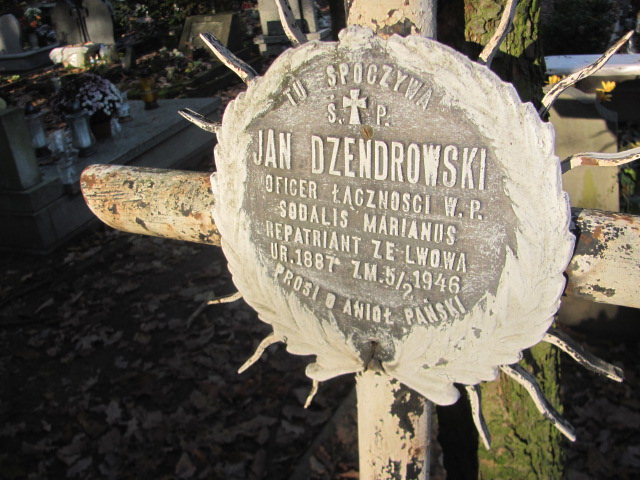 TU SPOCZYWA
Ś. P.
JAN DZENDROWSKI
OFICER ŁĄCZNOSCI W.P.
SODALIS MARIANUS
REPATRIANT ZE LWOWA
UR. 1887 ZM. 5/2 1946
PROSI O ANIOŁ PAŃSKI